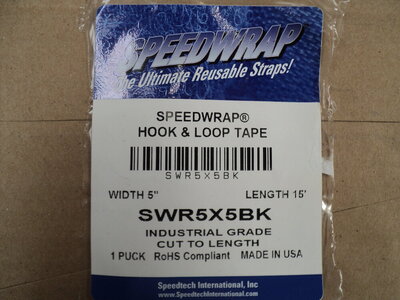 SPEEDWRAP
The Ultimate Reusable Straps!
SPEEDWRAP®
HOOK & LOOP TAPE
SWR5X5BK
WIDTH 5" LENGTH 15'
SWR5X5BK
INDUSTRIAL GRADE
CUT TO LENGTH
1 PUCK RoHS Compliant MADE IN USA
Speedtech International, Inc
www.SpeedtechInternational.com